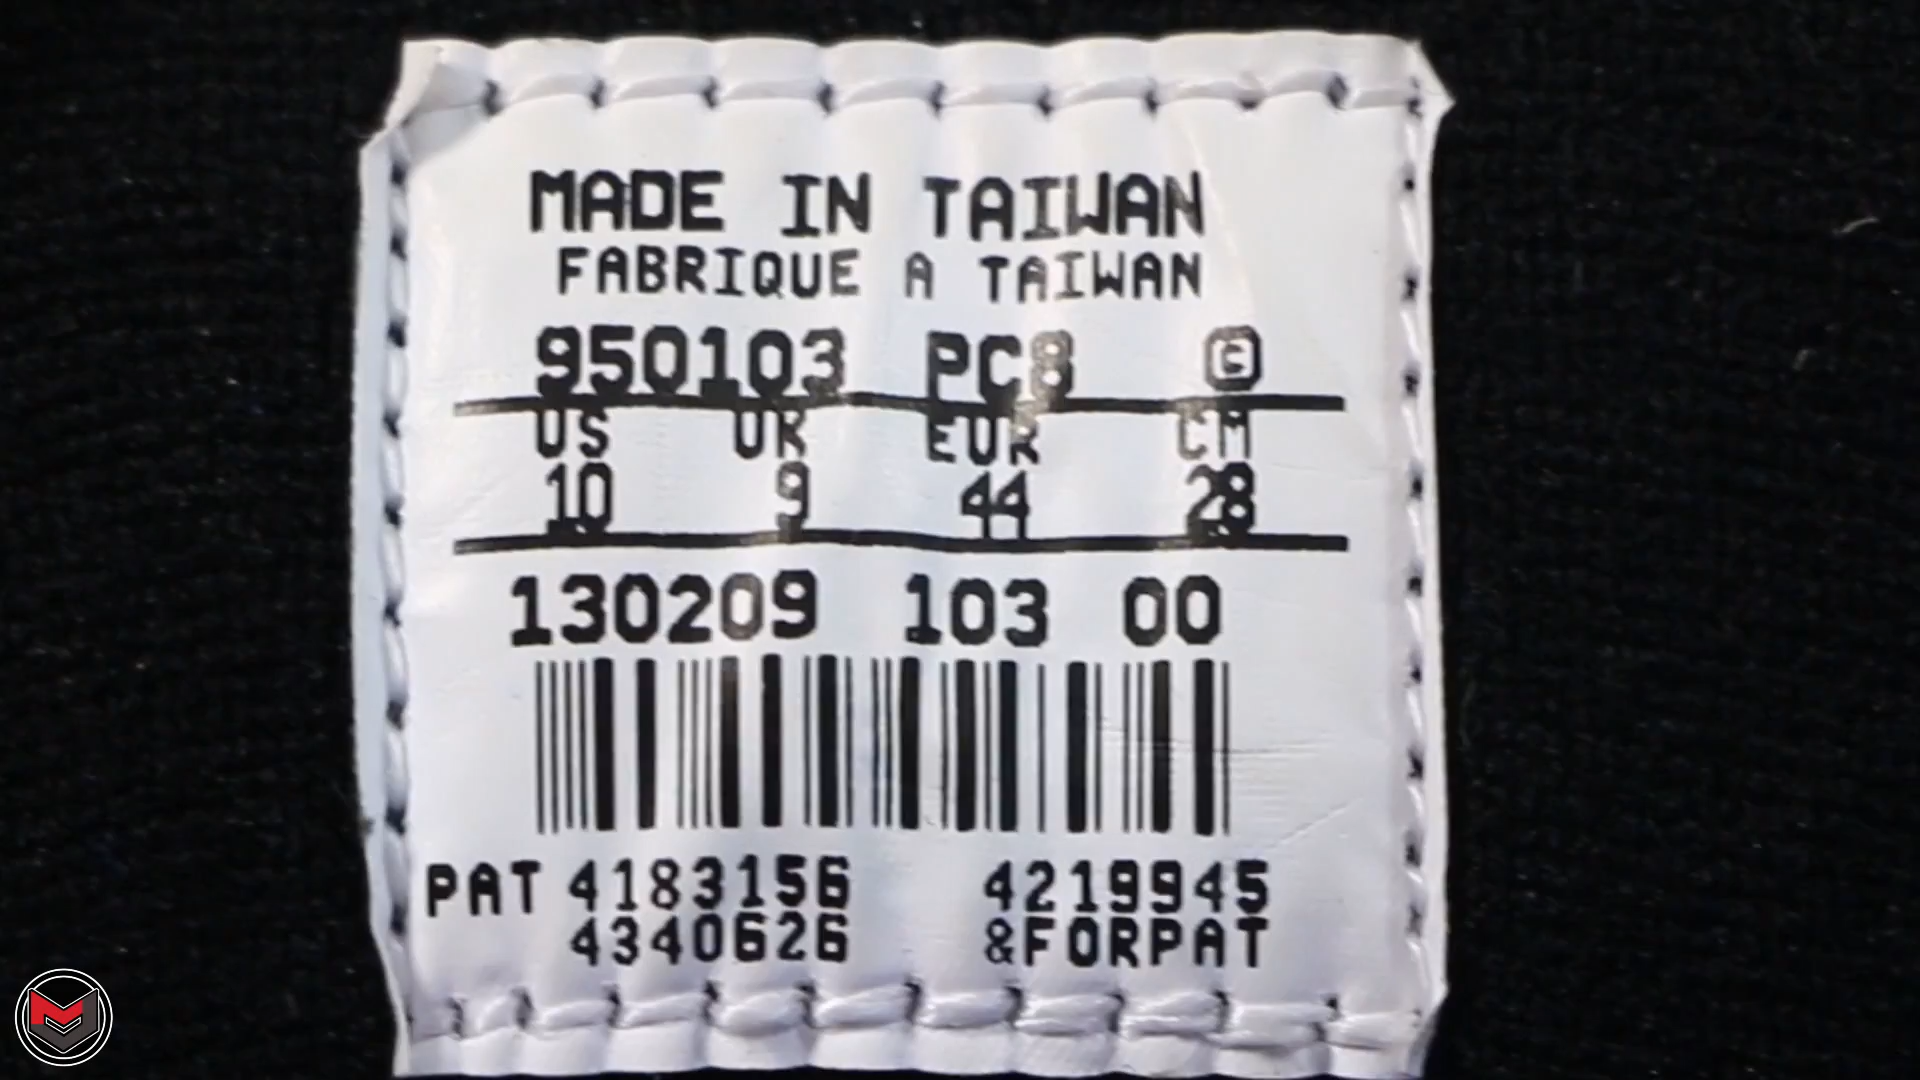 MADE IN TAIWAN
FABRIQUE A TAIWAN
950103 PC8 C
US UK EUR CM
10 9 44 28
130209 103 00
PAT 4183156 4219945
4340626 &FORPAT